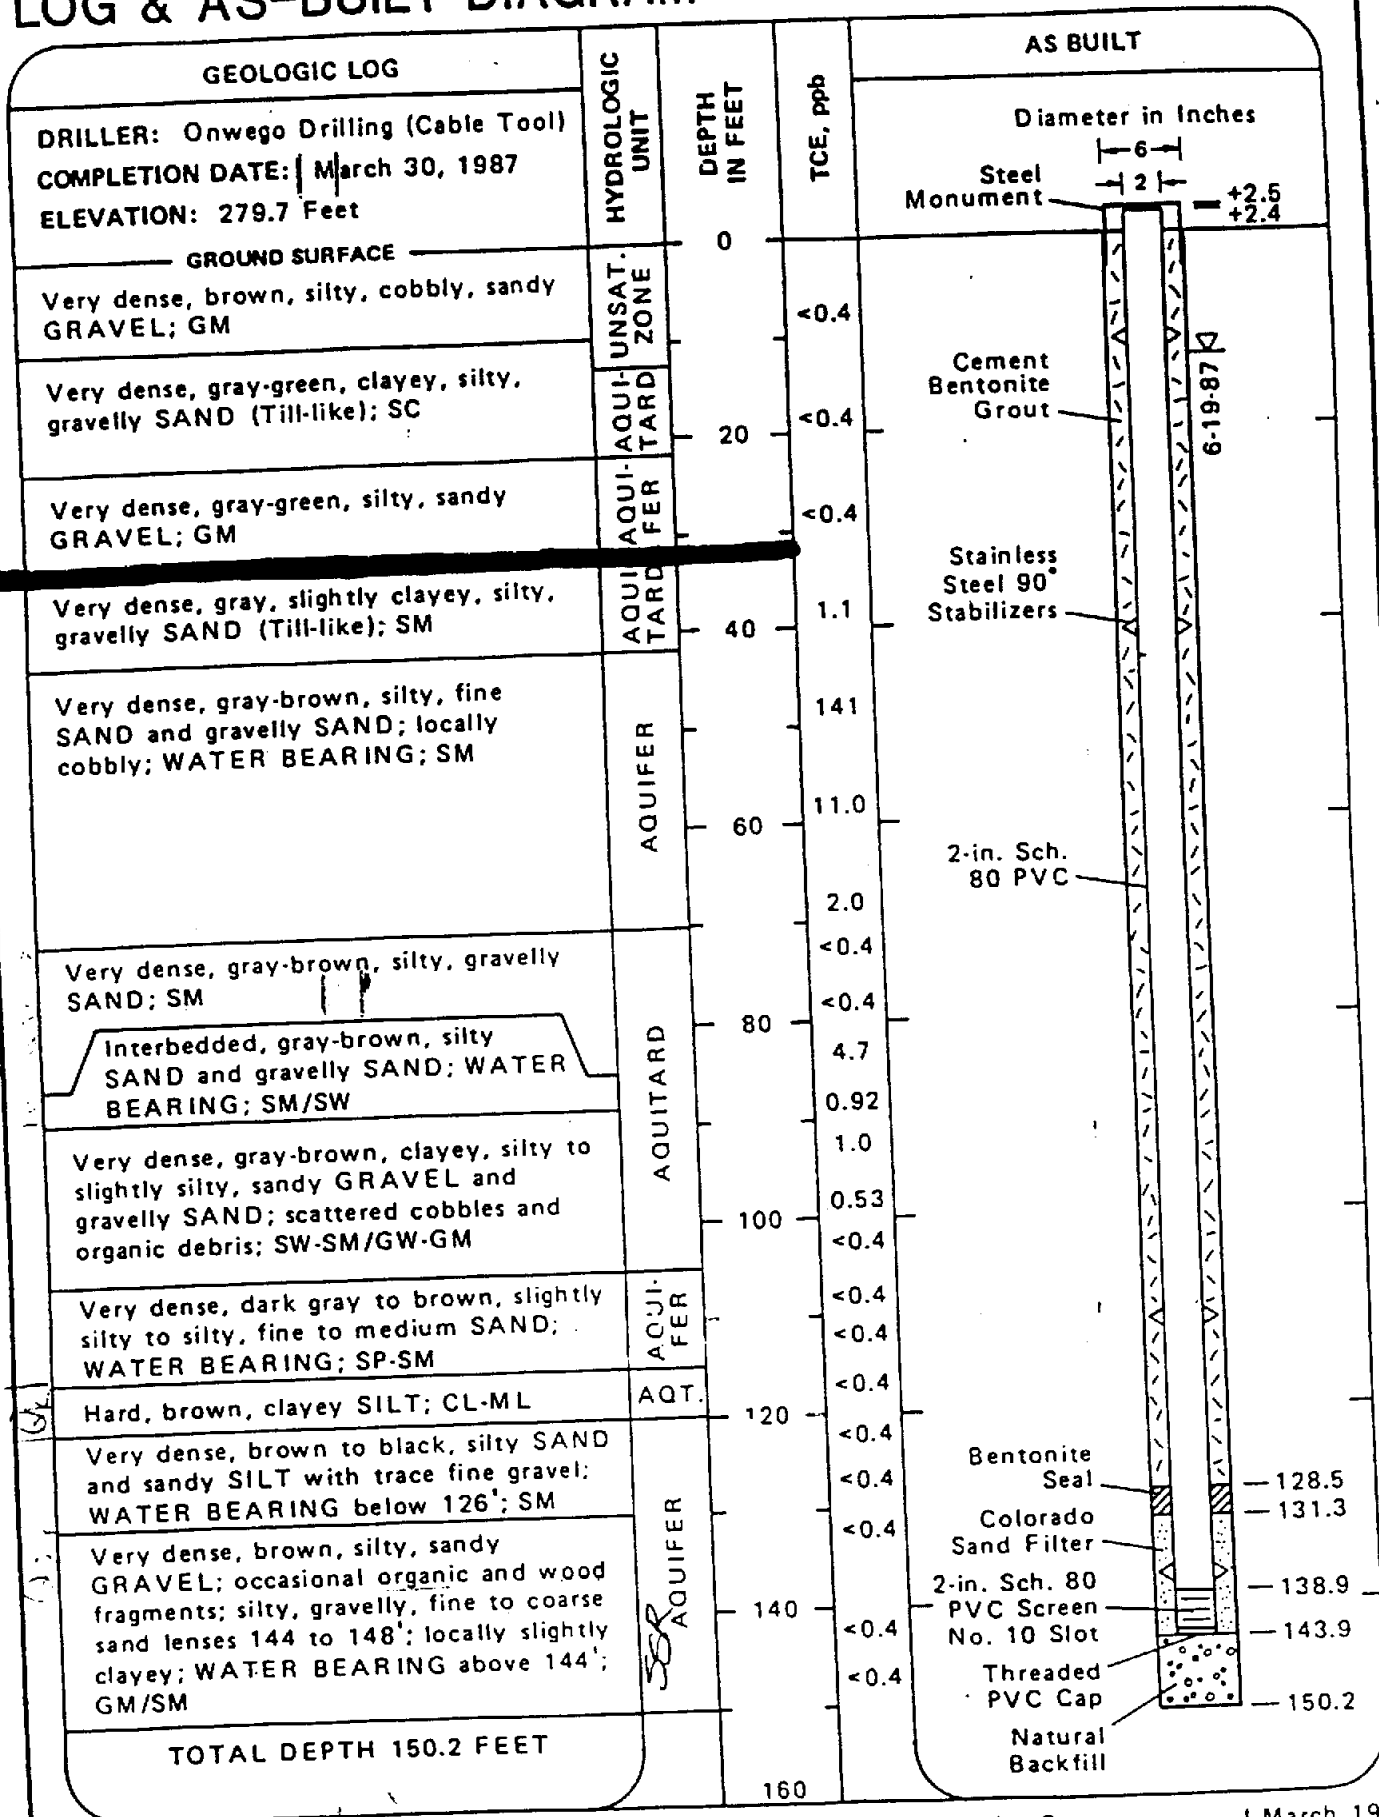 LOG & AS-BUILT DIAGRAM
GEOLOGIC LOG
DRILLER: Onwego Drilling (Cable Tool)
COMPLETION DATE: March 30, 1987
ELEVATION: 279.7 Feet
GROUND SURFACE
Very dense, brown, silty, cobbly, sandy
GRAVEL; GM
Very dense, gray-green, clayey, silty,
gravelly SAND (Till-like); SC
Very dense, gray-green, silty, sandy
GRAVEL; GM
Very dense, gray, slightly clayey, silty,
gravelly SAND (Till-like); SM
Very dense, gray-brown, silty, fine
SAND and gravelly SAND; locally
cobbly; WATER BEARING; SM
Very dense, gray-brown, silty, gravelly
SAND; SM
Interbedded, gray-brown, silty
SAND and gravelly SAND; WATER
BEARING; SM/SW
Very dense, gray-brown, clayey, silty to
slightly silty, sandy GRAVEL and
gravelly SAND; scattered cobbles and
organic debris; SW-SM/GW-GM
Very dense, dark gray to brown, slightly
silty to silty, fine to medium SAND;
WATER BEARING; SP-SM
Hard, brown, clayey SILT; CL-ML
Very dense, brown to black, silty SAND
and sandy SILT with trace fine gravel;
WATER BEARING below 126'; SM
Very dense, brown, silty, sandy
GRAVEL; occasional organic and wood
fragments; silty, gravelly, fine to coarse
sand lenses 144 to 148'; locally slightly
clayey; WATER BEARING above 144';
GM/SM
TOTAL DEPTH 150.2 FEET
HYDROLOGIC
UNIT
UNSAT.
ZONE
AQUI-
TARD
AQUI-
FER
AQUI-
TARD
AQUIFER
AQUITARD
AQUI-
FER
AQT.
AQUIFER
DEPTH
IN FEET
0
20
40
60
80
100
120
140
160
TCE, ppb
<0.4
<0.4
<0.4
1.1
141
11.0
2.0
<0.4
<0.4
4.7
0.92
1.0
0.53
<0.4
<0.4
<0.4
<0.4
<0.4
<0.4
<0.4
<0.4
<0.4
AS BUILT
Diameter in Inches
6
2
Steel
Monument
+2.5
+2.4
Cement
Bentonite
Grout
6-19-87
Stainless
Steel 90°
Stabilizers
2-in. Sch.
80 PVC
Bentonite
Seal
128.5
131.3
Colorado
Sand Filter
2-in. Sch. 80
PVC Screen
No. 10 Slot
138.9
143.9
Threaded
PVC Cap
150.2
Natural
Backfill
March 19